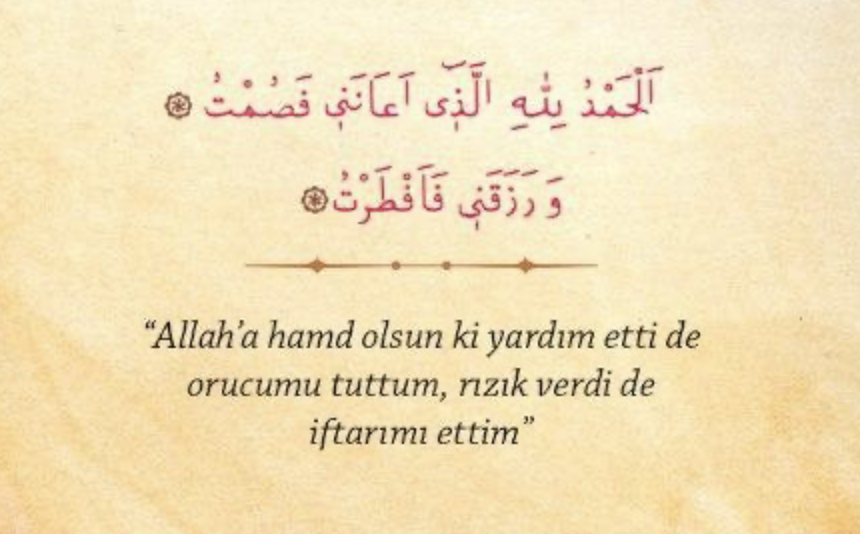 اَلْحَمْدُ لِلّٰهِ الَّذ۪ٓى اَعَانَن۪ى فَصُمْتُ ۞
وَ رَزَقَن۪ى فَاَفْطَرْتُ ۞
“Allah’a hamd olsun ki yardım etti de
orucumu tuttum, rızık verdi de
iftarımı ettim”